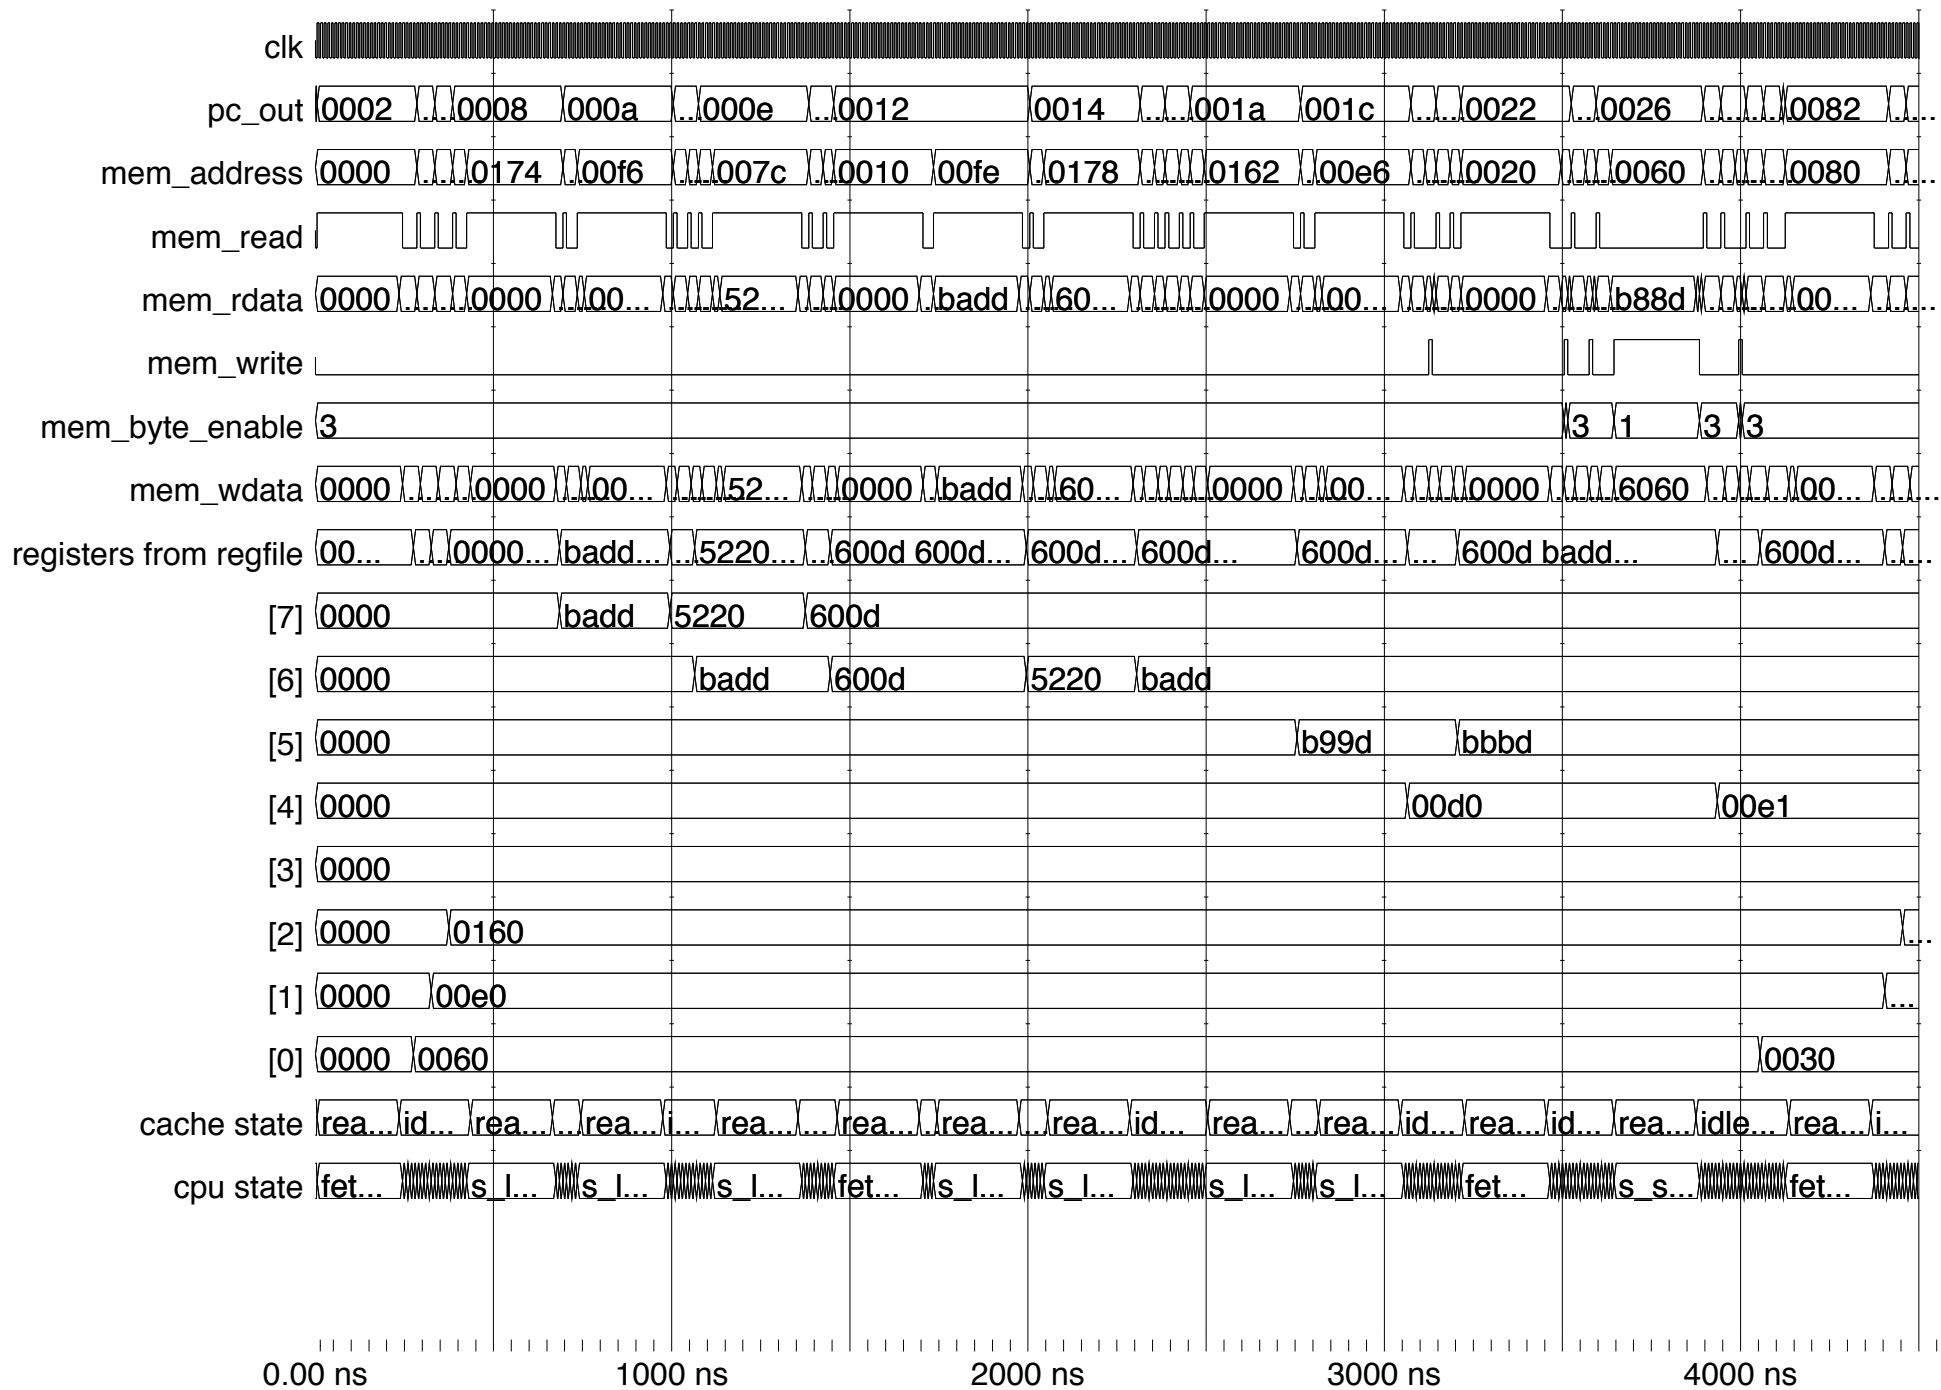 clk
pc_out 0002 ... 0008 000a ... 000e ... 0012 0014 ... 001a 001c ... 0022 ... 0026 ... 0082 ...
mem_address 0000 ... 0174 ... 00f6 ... 007c ... 0010 00fe ... 0178 ... 0162 ... 00e6 ... 0020 ... 0060 ... 0080 ...
mem_read
mem_rdata 0000 ... 0000 ... 00... ... 52... ... 0000 ... badd ... 60... ... 0000 ... 00... ... 0000 ... b88d ... 00... ...
mem_write
mem_byte_enable 3 3 1 3 3
mem_wdata 0000 ... 0000 ... 00... ... 52... ... 0000 ... badd ... 60... ... 0000 ... 00... ... 0000 ... 6060 ... 00... ...
registers from regfile 00... ... 0000... badd... ... 5220... ... 600d 600d... 600d... 600d... 600d... ... 600d badd... ... 600d... ...
[7] 0000 badd 5220 600d
[6] 0000 badd 600d 5220 badd
[5] 0000 b99d bbbd
[4] 0000 00d0 00e1
[3] 0000
[2] 0000 0160 ...
[1] 0000 00e0 ...
[0] 0000 0060 0030
cache state rea... id... rea... ... rea... i... rea... ... rea... ... rea... ... rea... id... rea... ... rea... id... rea... id... rea... idle... rea... i...
cpu state fet... s_l... s_l... s_l... fet... s_l... s_l... s_l... s_l... fet... s_s... fet...
0.00 ns 1000 ns 2000 ns 3000 ns 4000 ns